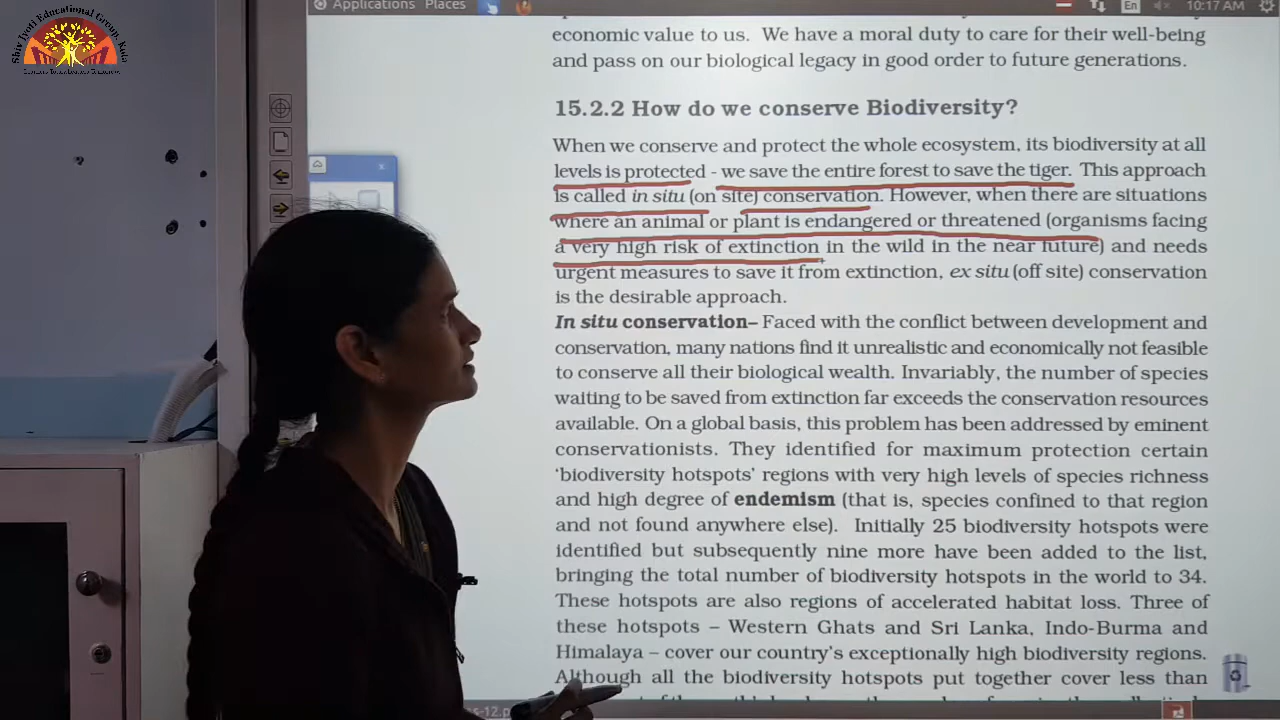 Shiv Jyoti Educational Group, Kota
Applications Places
En
10:17 AM
economic value to us. We have a moral duty to care for their well-being
and pass on our biological legacy in good order to future generations.
15.2.2 How do we conserve Biodiversity?
When we conserve and protect the whole ecosystem, its biodiversity at all
levels is protected - we save the entire forest to save the tiger. This approach
is called in situ (on site) conservation. However, when there are situations
where an animal or plant is endangered or threatened (organisms facing
a very high risk of extinction in the wild in the near future) and needs
urgent measures to save it from extinction, ex situ (off site) conservation
is the desirable approach.
In situ conservation– Faced with the conflict between development and
conservation, many nations find it unrealistic and economically not feasible
to conserve all their biological wealth. Invariably, the number of species
waiting to be saved from extinction far exceeds the conservation resources
available. On a global basis, this problem has been addressed by eminent
conservationists. They identified for maximum protection certain
‘biodiversity hotspots’ regions with very high levels of species richness
and high degree of endemism (that is, species confined to that region
and not found anywhere else). Initially 25 biodiversity hotspots were
identified but subsequently nine more have been added to the list,
bringing the total number of biodiversity hotspots in the world to 34.
These hotspots are also regions of accelerated habitat loss. Three of
these hotspots – Western Ghats and Sri Lanka, Indo-Burma and
Himalaya – cover our country’s exceptionally high biodiversity regions.
Although all the biodiversity hotspots put together cover less than